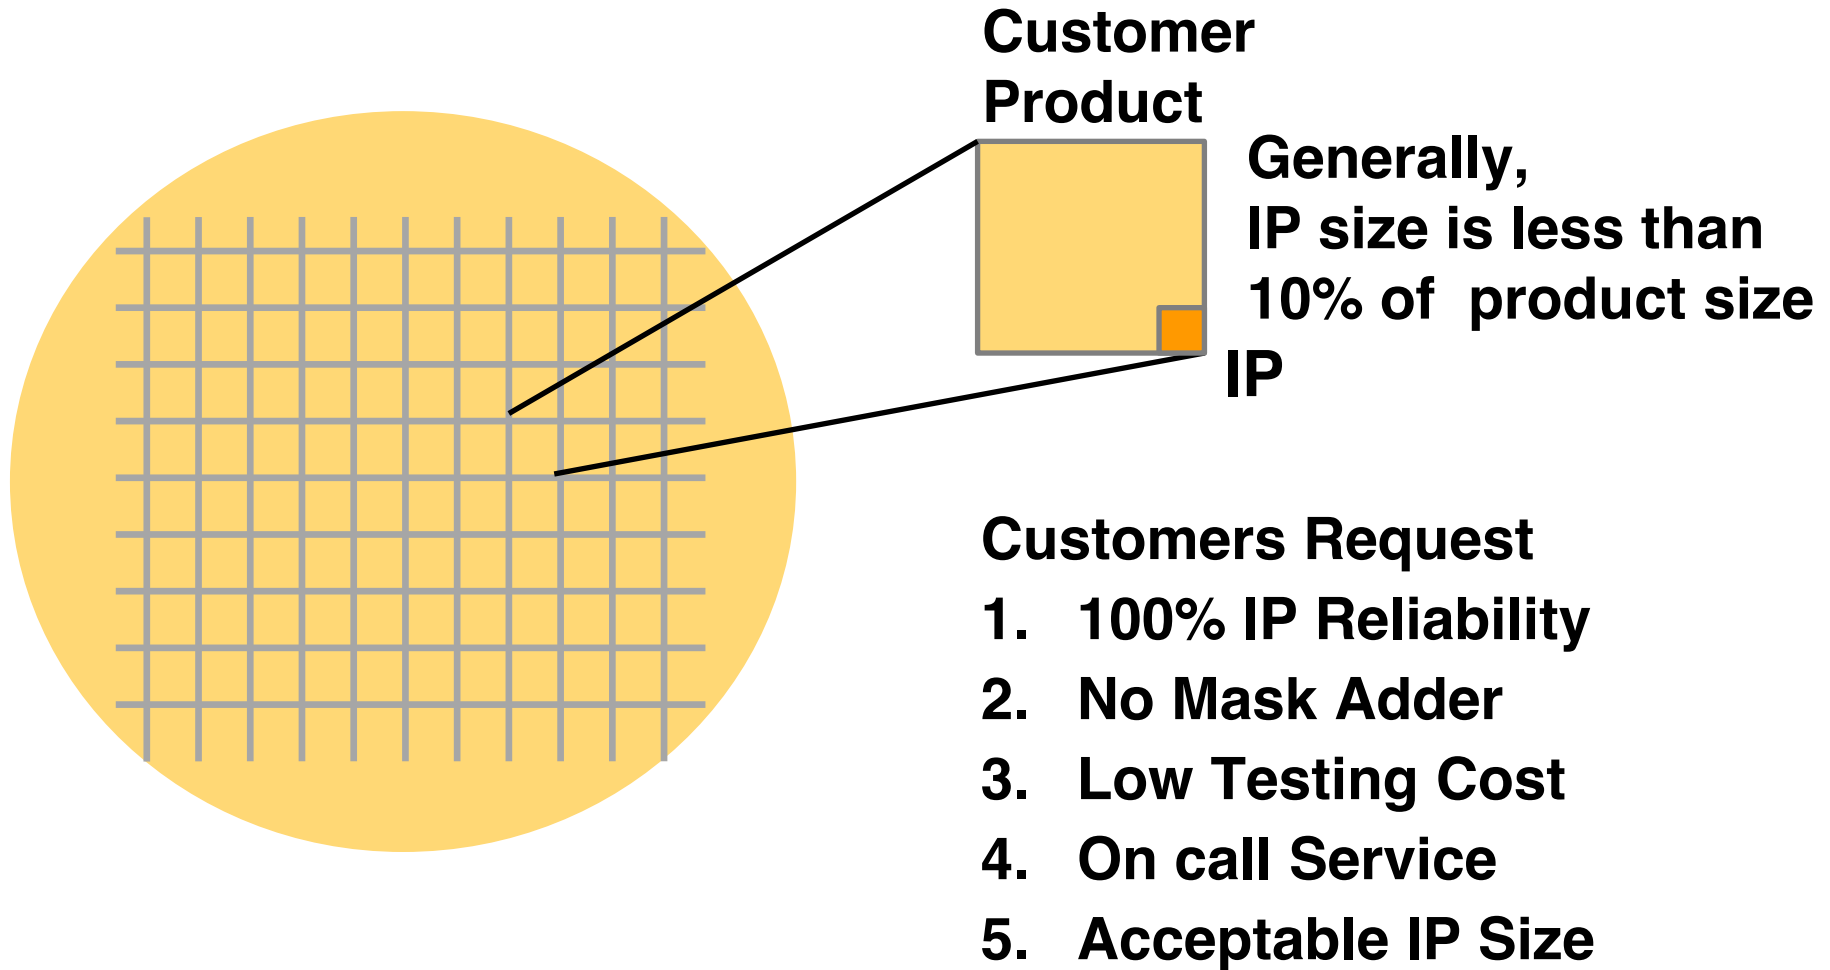 Customer
Product
Generally,
IP size is less than
10% of  product size
IP
Customers Request
1. 100% IP Reliability
2. No Mask Adder
3. Low Testing Cost
4. On call Service
5. Acceptable IP Size